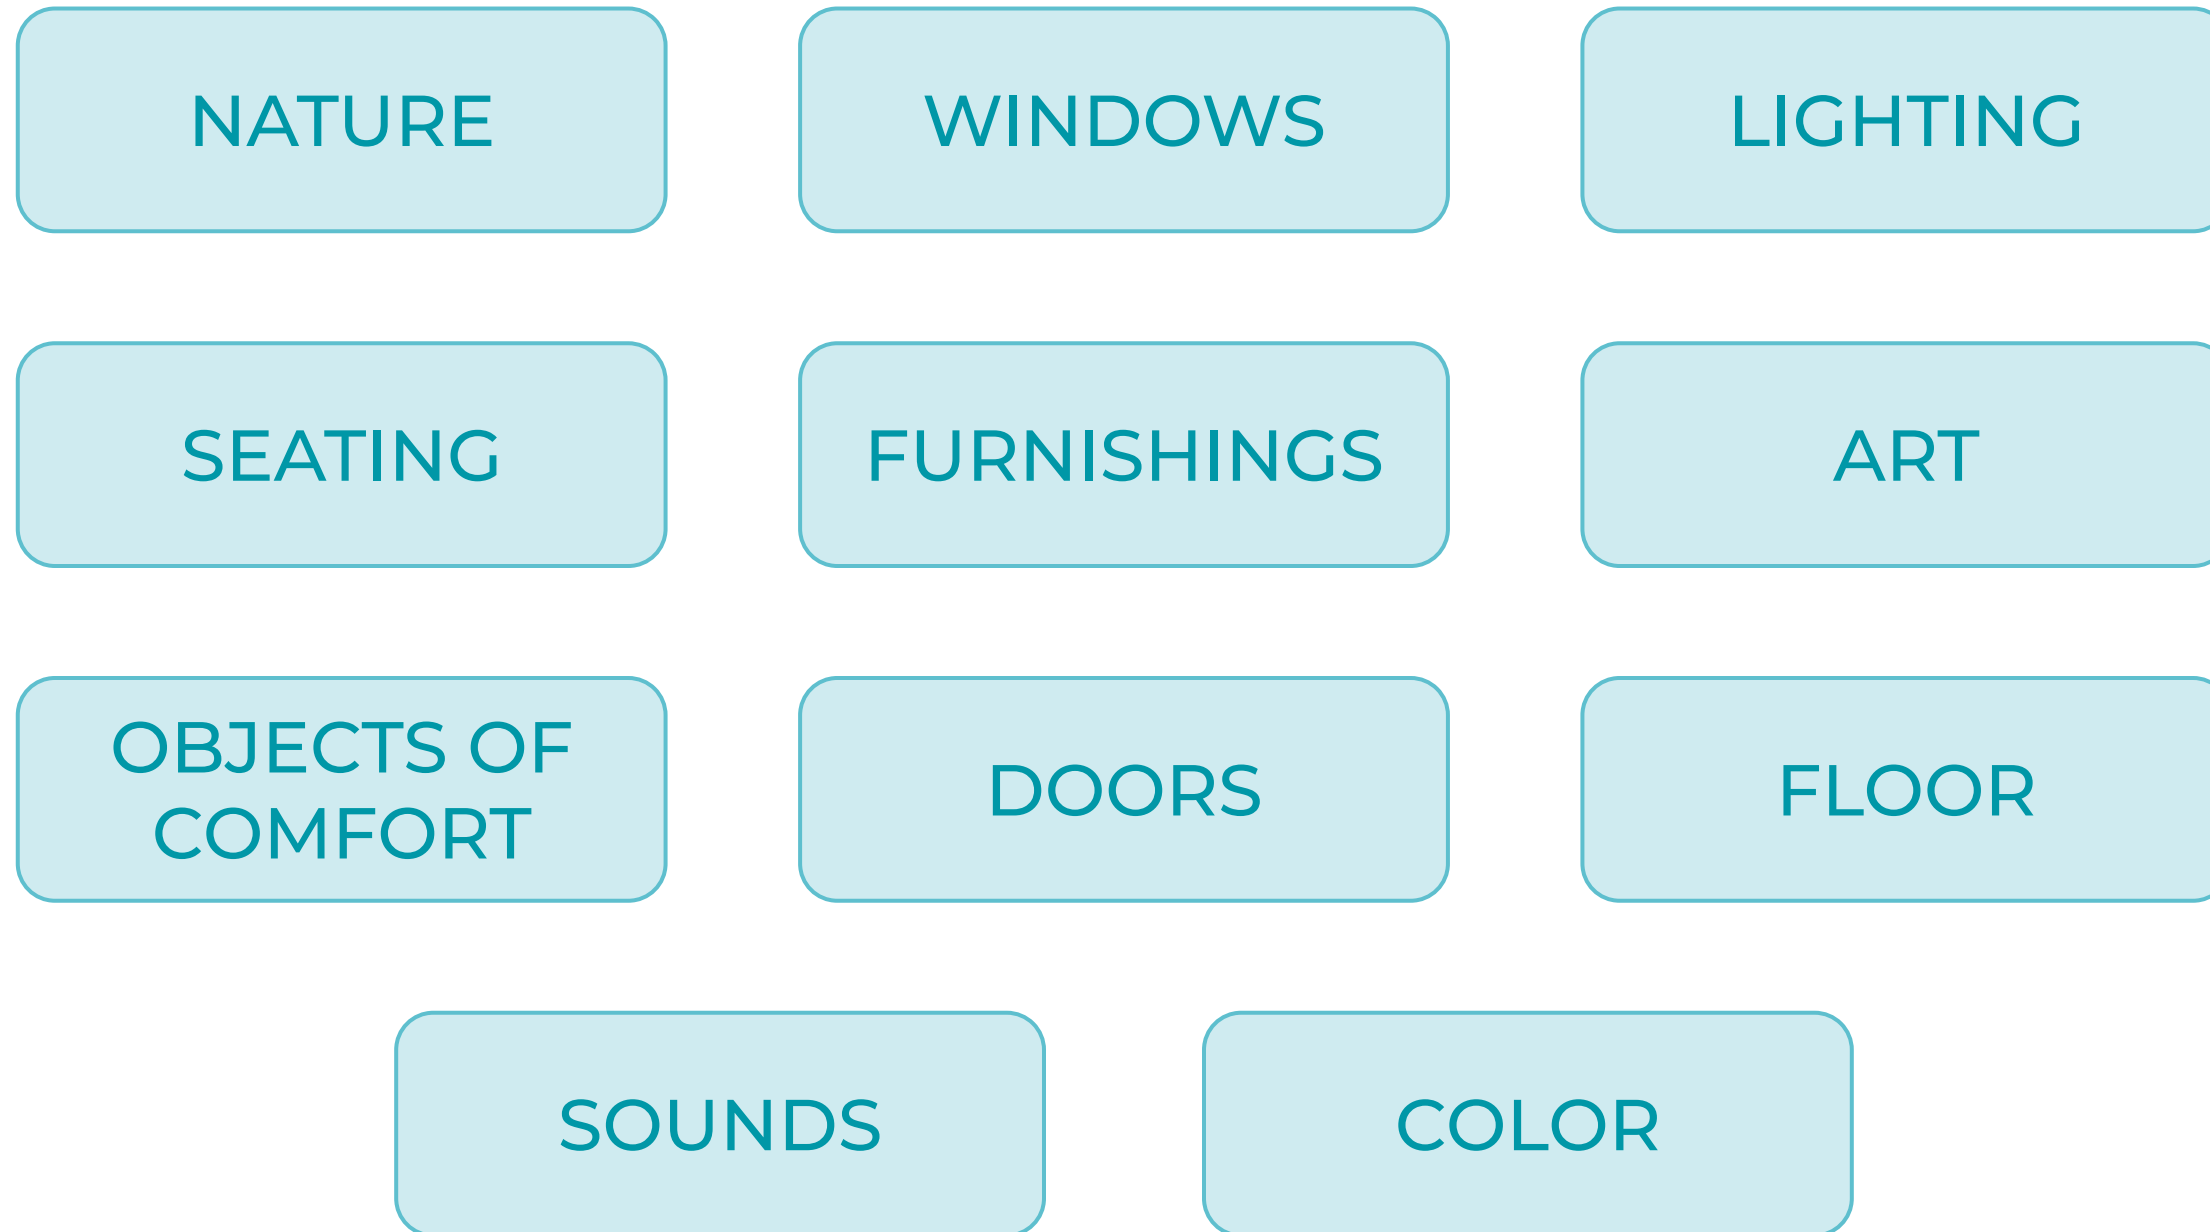 NATURE
WINDOWS
LIGHTING
SEATING
FURNISHINGS
ART
OBJECTS OF
COMFORT
DOORS
FLOOR
SOUNDS
COLOR